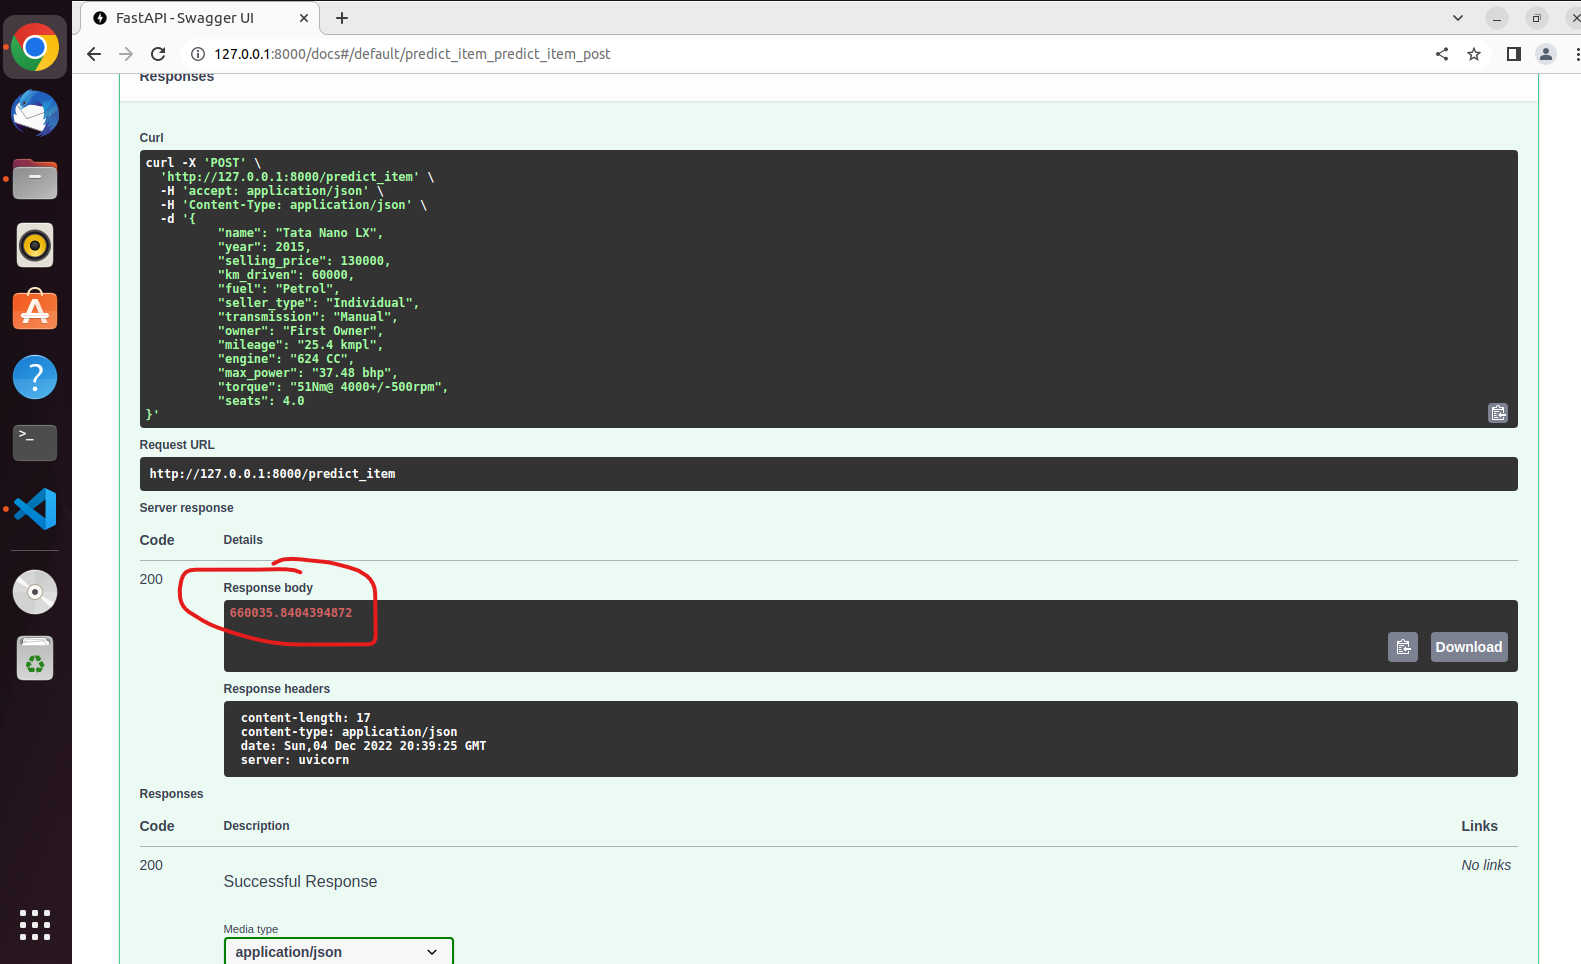 FastAPI - Swagger UI
127.0.0.1:8000/docs#/default/predict_item_predict_item_post
Responses
Curl
curl -X 'POST' \
'http://127.0.0.1:8000/predict_item' \
-H 'accept: application/json' \
-H 'Content-Type: application/json' \
-d '{
"name": "Tata Nano LX",
"year": 2015,
"selling_price": 130000,
"km_driven": 60000,
"fuel": "Petrol",
"seller_type": "Individual",
"transmission": "Manual",
"owner": "First Owner",
"mileage": "25.4 kmpl",
"engine": "624 CC",
"max_power": "37.48 bhp",
"torque": "51Nm@ 4000+/-500rpm",
"seats": 4.0
}'
Request URL
http://127.0.0.1:8000/predict_item
Server response
Code Details
200
Response body
660035.8404394872
Download
Response headers
content-length: 17
content-type: application/json
date: Sun,04 Dec 2022 20:39:25 GMT
server: uvicorn
Responses
Code Description Links
200 No links
Successful Response
Media type
application/json